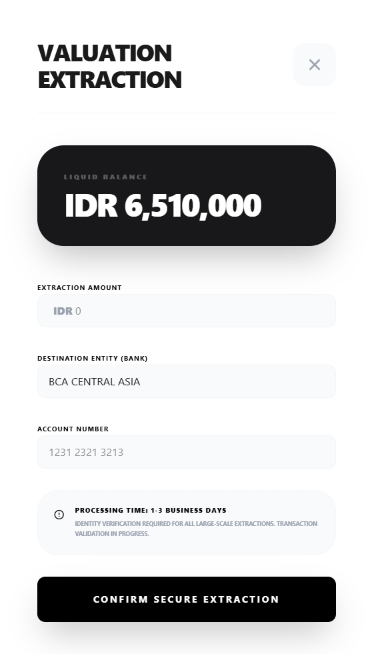 VALUATION
EXTRACTION
LIQUID BALANCE
IDR 6,510,000
EXTRACTION AMOUNT
IDR 0
DESTINATION ENTITY (BANK)
BCA CENTRAL ASIA
ACCOUNT NUMBER
1231 2321 3213
PROCESSING TIME: 1-3 BUSINESS DAYS
IDENTITY VERIFICATION REQUIRED FOR ALL LARGE-SCALE EXTRACTIONS. TRANSACTION
VALIDATION IN PROGRESS.
CONFIRM SECURE EXTRACTION